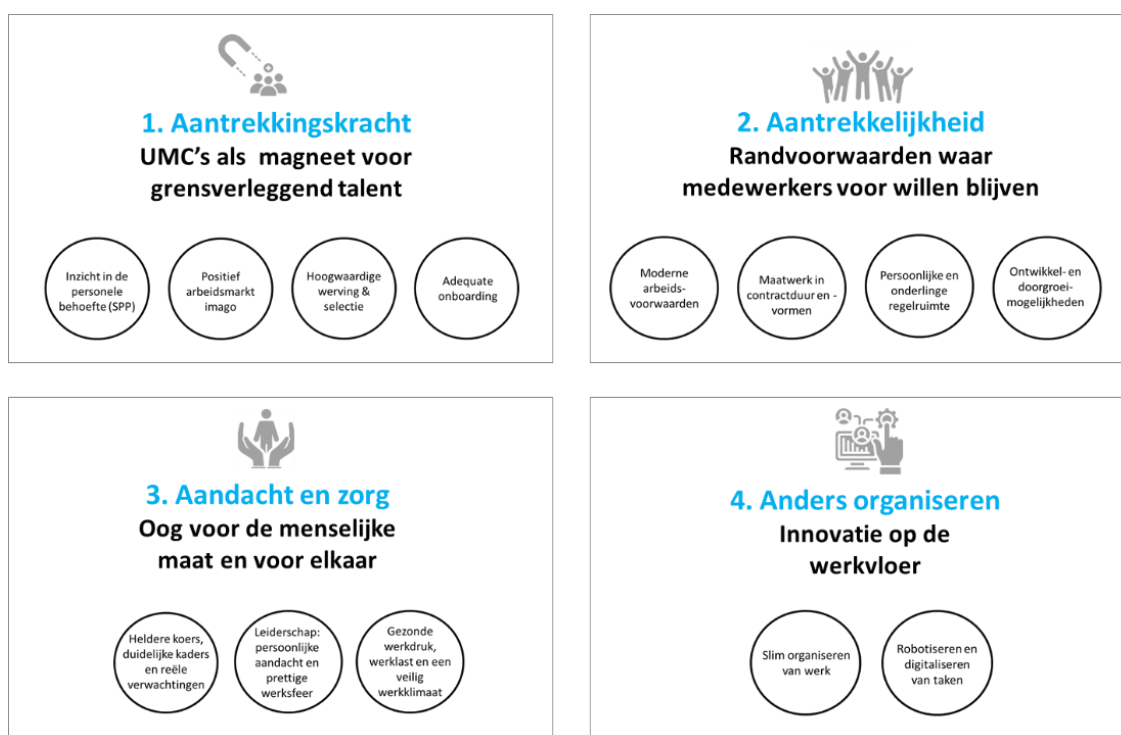 1. Aantrekkingskracht
UMC's als  magneet voor
grensverleggend talent
Inzicht in de
personele
behoefte (SPP)
Positief
arbeidsmarkt
imago
Hoogwaardige
werving &
selectie
Adequate
onboarding
2. Aantrekkelijkheid
Randvoorwaarden waar
medewerkers voor willen blijven
Moderne
arbeids-
voorwaarden
Maatwerk in
contractduur en -
vormen
Persoonlijke en
onderlinge
regelruimte
Ontwikkel- en
doorgroei-
mogelijkheden
3. Aandacht en zorg
Oog voor de menselijke
maat en voor elkaar
Heldere koers,
duidelijke kaders
en reële
verwachtingen
Leiderschap:
persoonlijke
aandacht en
prettige
werksfeer
Gezonde
werkdruk,
werklast en een
veilig
werkklimaat
4. Anders organiseren
Innovatie op de
werkvloer
Slim organiseren
van werk
Robotiseren en
digitaliseren
van taken